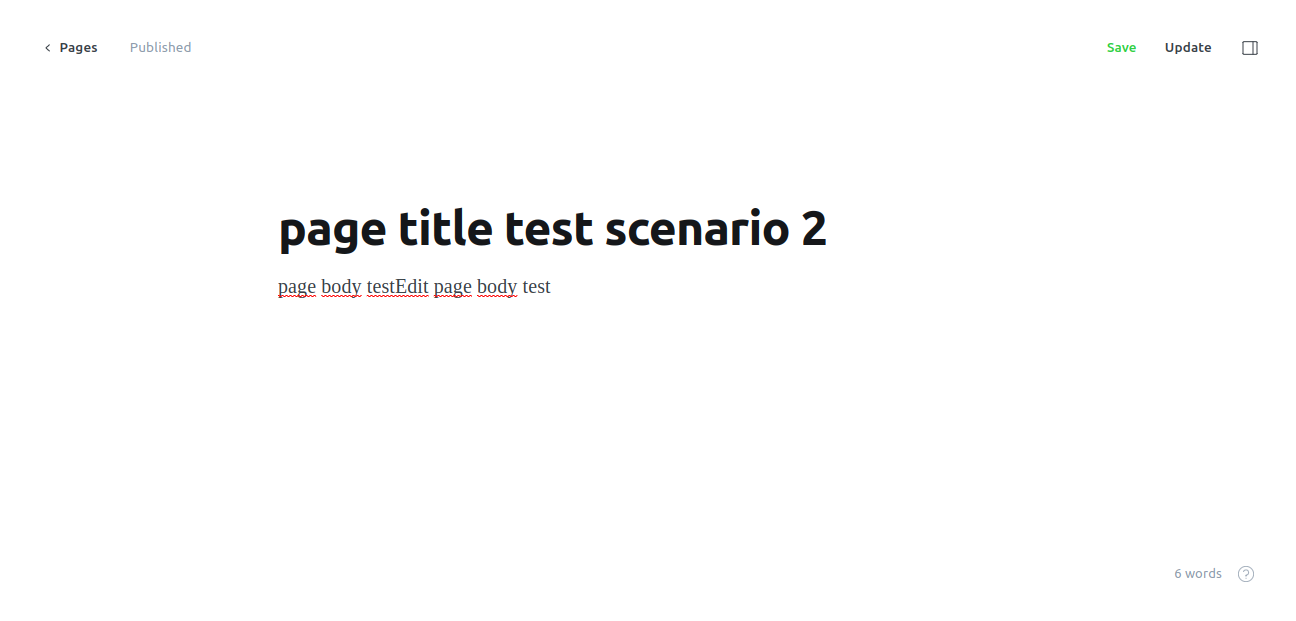 Pages Published Save Update
page title test scenario 2
page body testEdit page body test
6 words